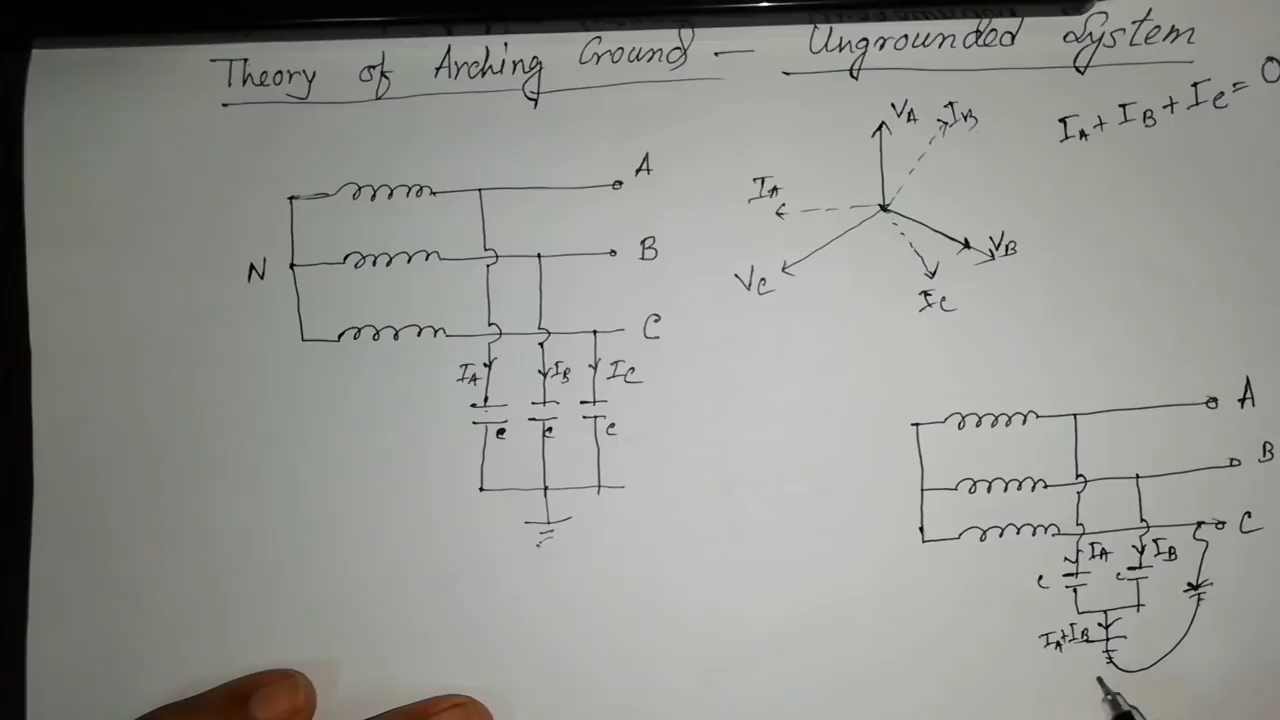 Theory of Arching Ground — Ungrounded System
IA + IB + IC = 0
VA
IB
IA
VB
VC
IC
A
N
B
C
IA
IB
IC
C
C
C
A
B
C
IA
IB
C
C
IA+IB